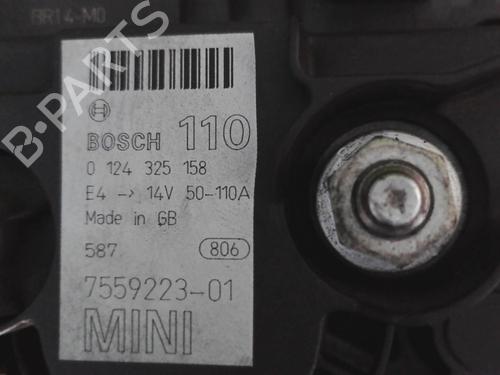 BR14-M0
BOSCH 110
0 124 325 158
E4 -> 14V 50-110A
Made in GB
587 806
7559223-01
MINI
B-PARTS